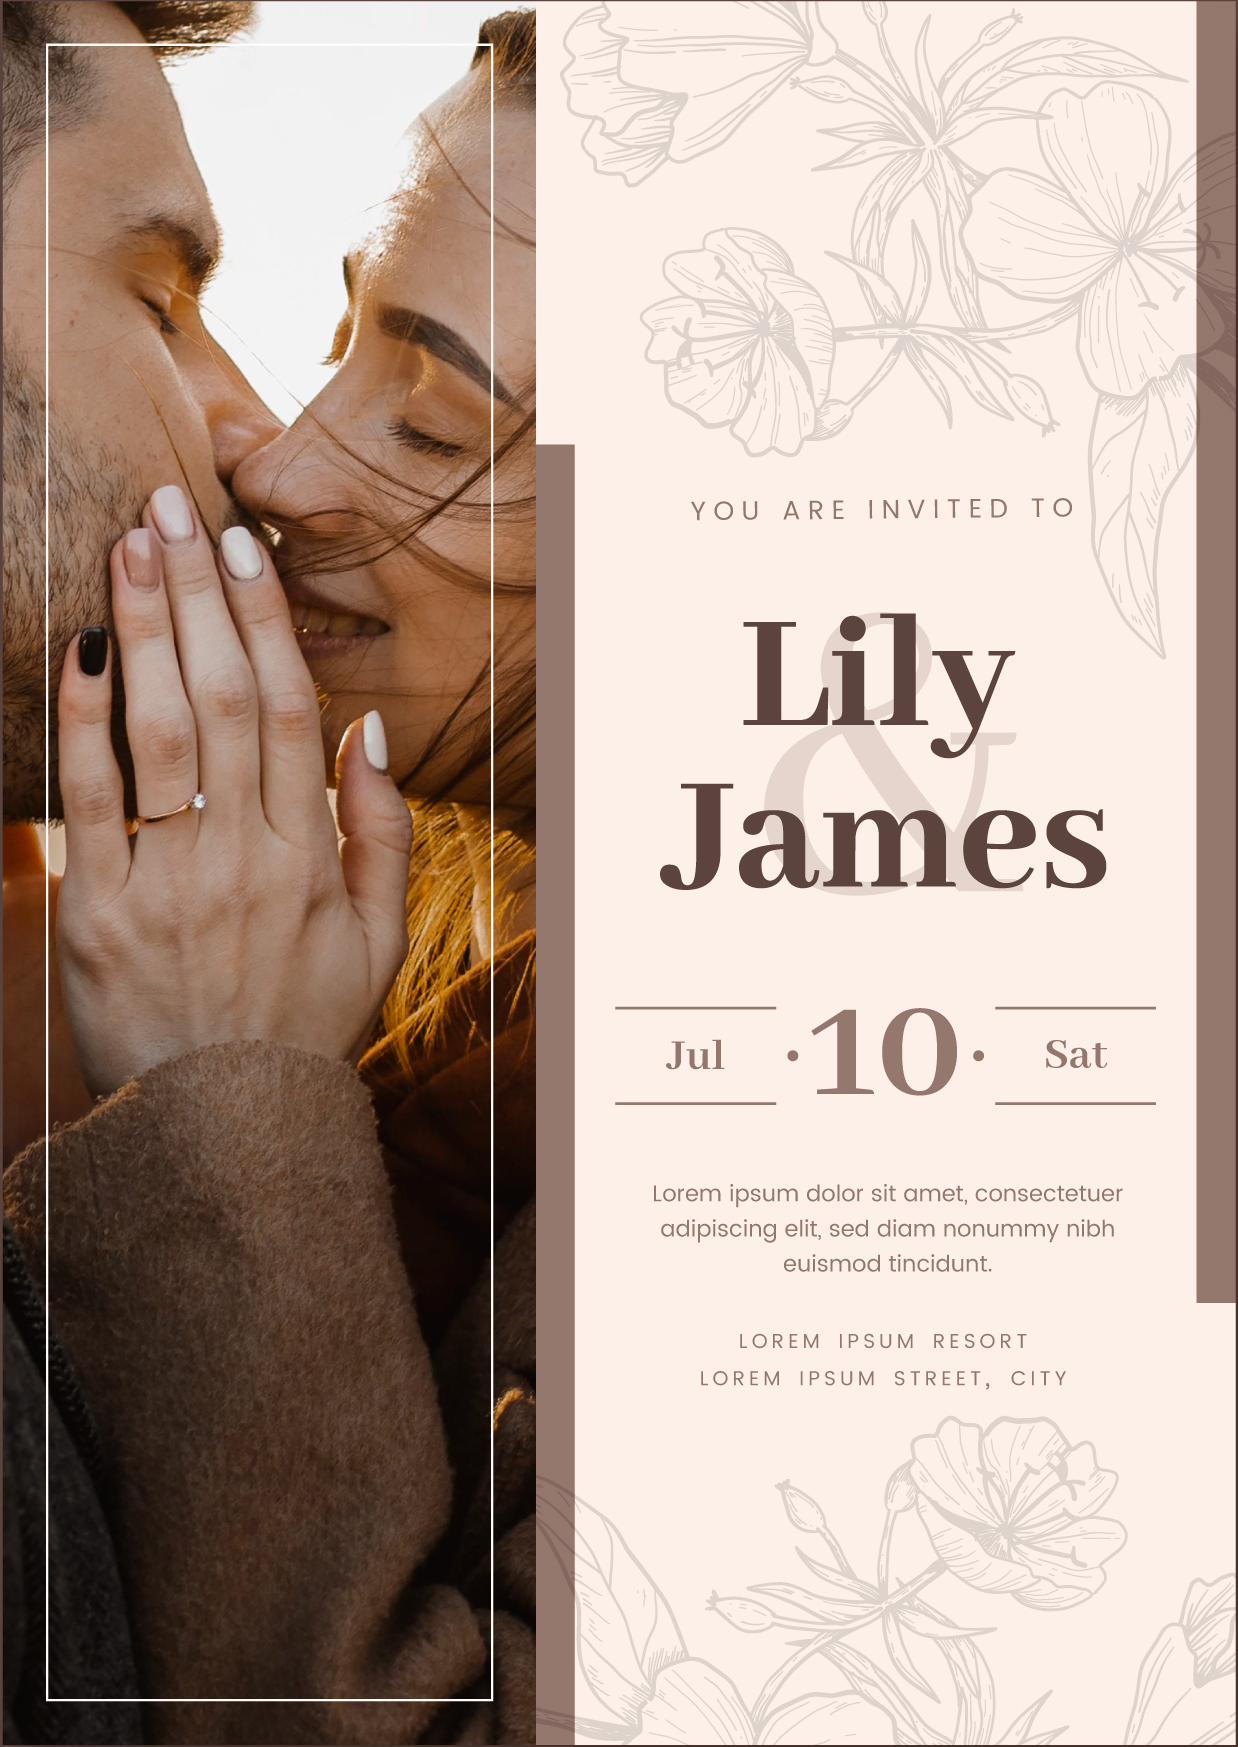 YOU ARE INVITED TO
Lily
&
James
Jul • 10 • Sat
Lorem ipsum dolor sit amet, consectetuer
adipiscing elit, sed diam nonummy nibh
euismod tincidunt.
LOREM IPSUM RESORT
LOREM IPSUM STREET, CITY